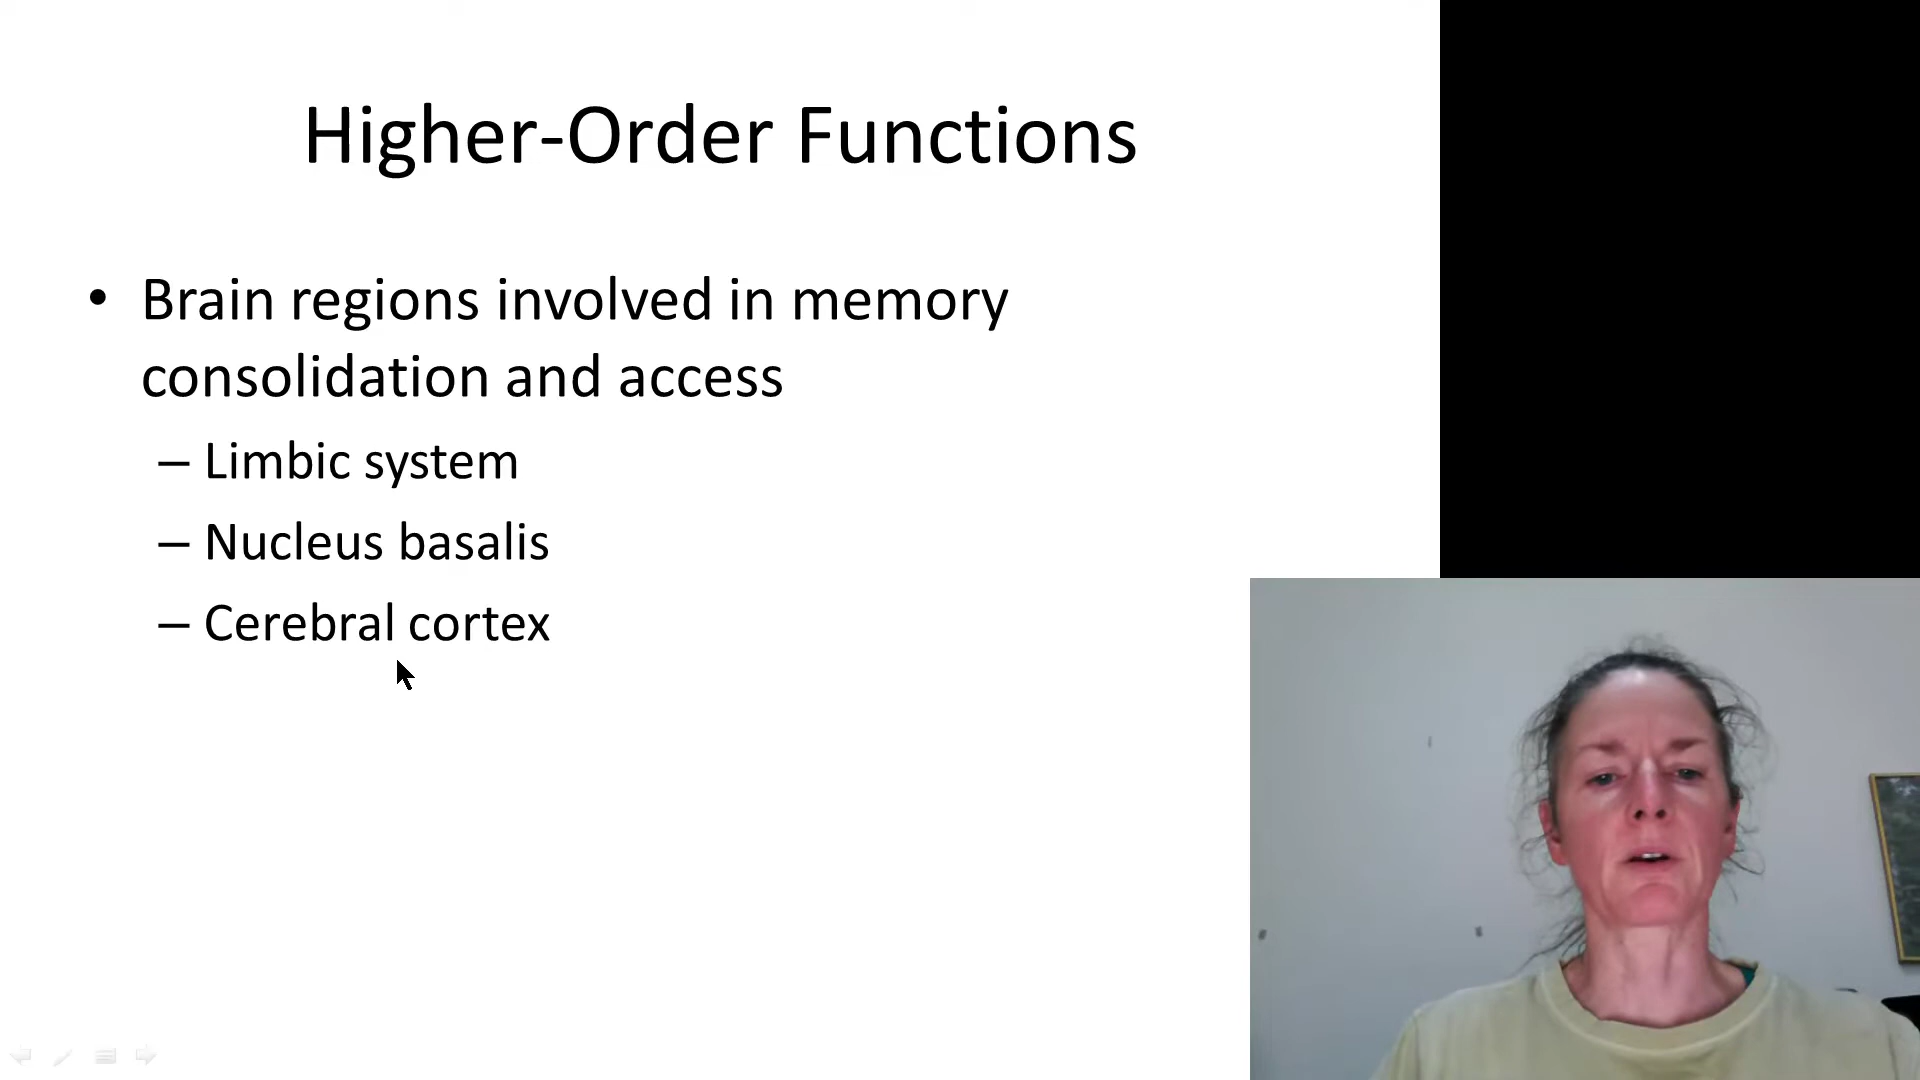 Higher-Order Functions
• Brain regions involved in memory
consolidation and access
– Limbic system
– Nucleus basalis
– Cerebral cortex